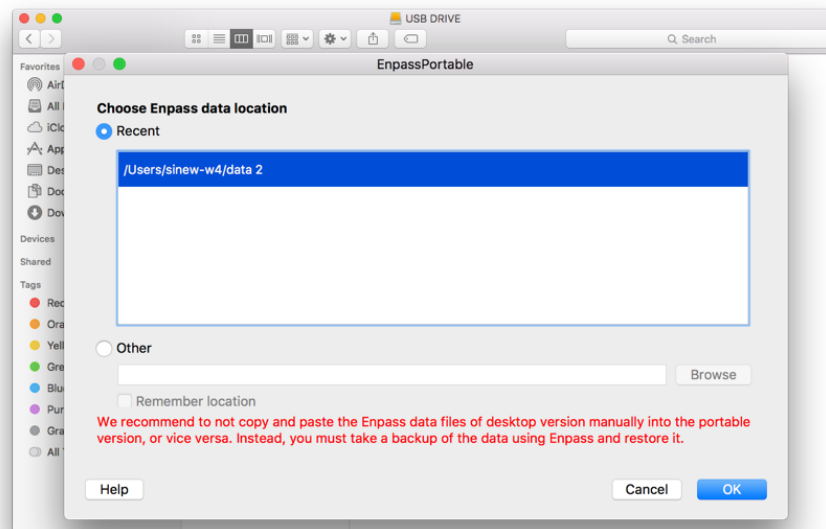 USB DRIVE
Search
EnpassPortable
Favorites
All
Devices
Shared
Tags
All
Choose Enpass data location
Recent
/Users/sinew-w4/data 2
Other
Browse
Remember location
We recommend to not copy and paste the Enpass data files of desktop version manually into the portable
version, or vice versa. Instead, you must take a backup of the data using Enpass and restore it.
Help
Cancel
OK